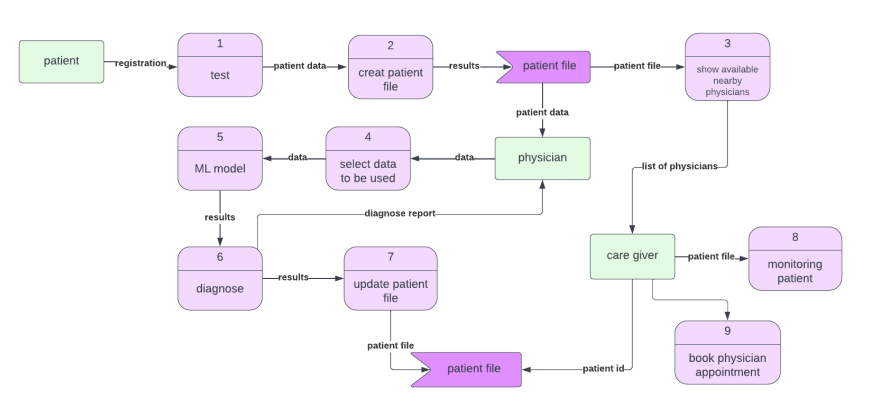 patient
registration
1
test
patient data
2
creat patient
file
results
patient file
patient file
3
show available
nearby
physicians
patient data
5
ML model
data
4
select data
to be used
data
physician
list of physicians
results
diagnose report
6
diagnose
results
7
update patient
file
care giver
patient file
8
monitoring
patient
9
book physician
appointment
patient file
patient file
patient id